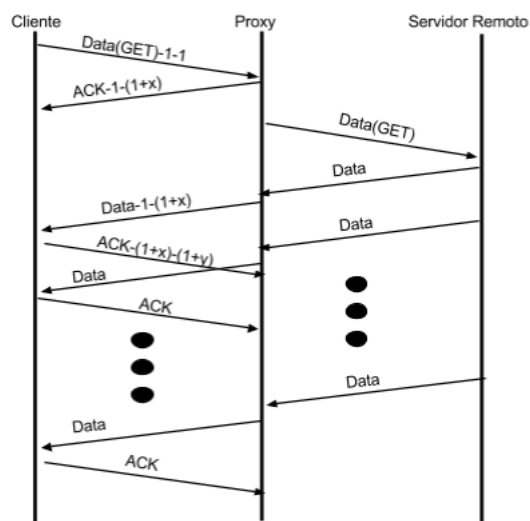 Cliente
Proxy
Servidor Remoto
Data(GET)-1-1
ACK-1-(1+x)
Data(GET)
Data
Data-1-(1+x)
Data
ACK-(1+x)-(1+y)
Data
ACK
Data
Data
ACK